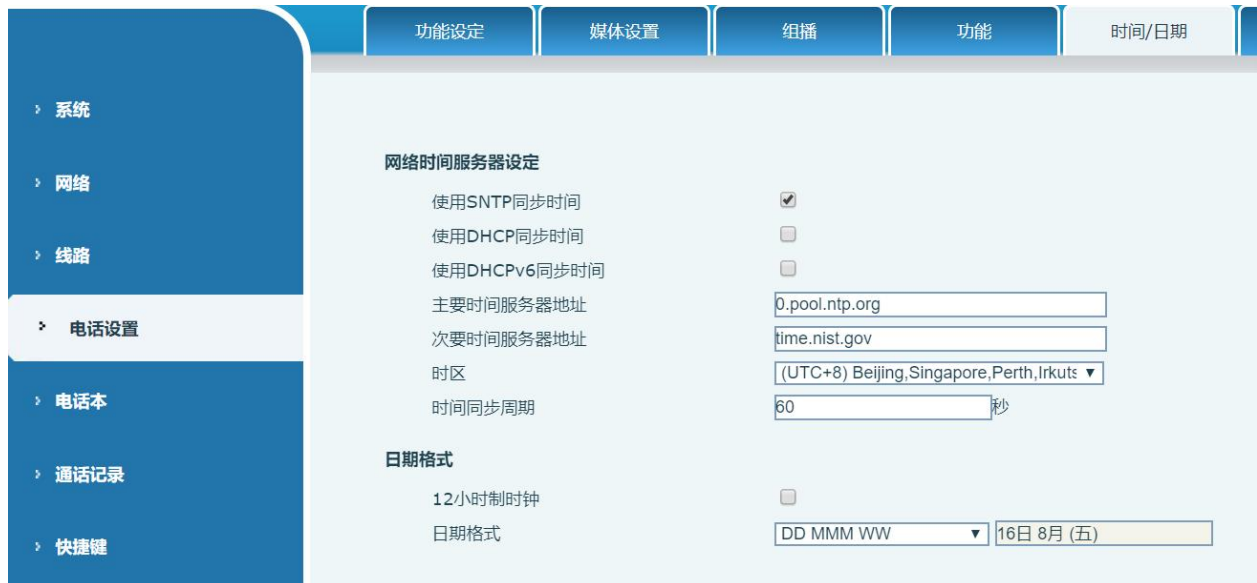 功能设定 媒体设置 组播 功能 时间/日期
系统
网络
线路
电话设置
电话本
通话记录
快捷键
网络时间服务器设定
使用SNTP同步时间
使用DHCP同步时间
使用DHCPv6同步时间
主要时间服务器地址 0.pool.ntp.org
次要时间服务器地址 time.nist.gov
时区 (UTC+8) Beijing,Singapore,Perth,Irkuts
时间同步周期 60 秒
日期格式
12小时制时钟
日期格式 DD MMM WW 16日 8月 (五)